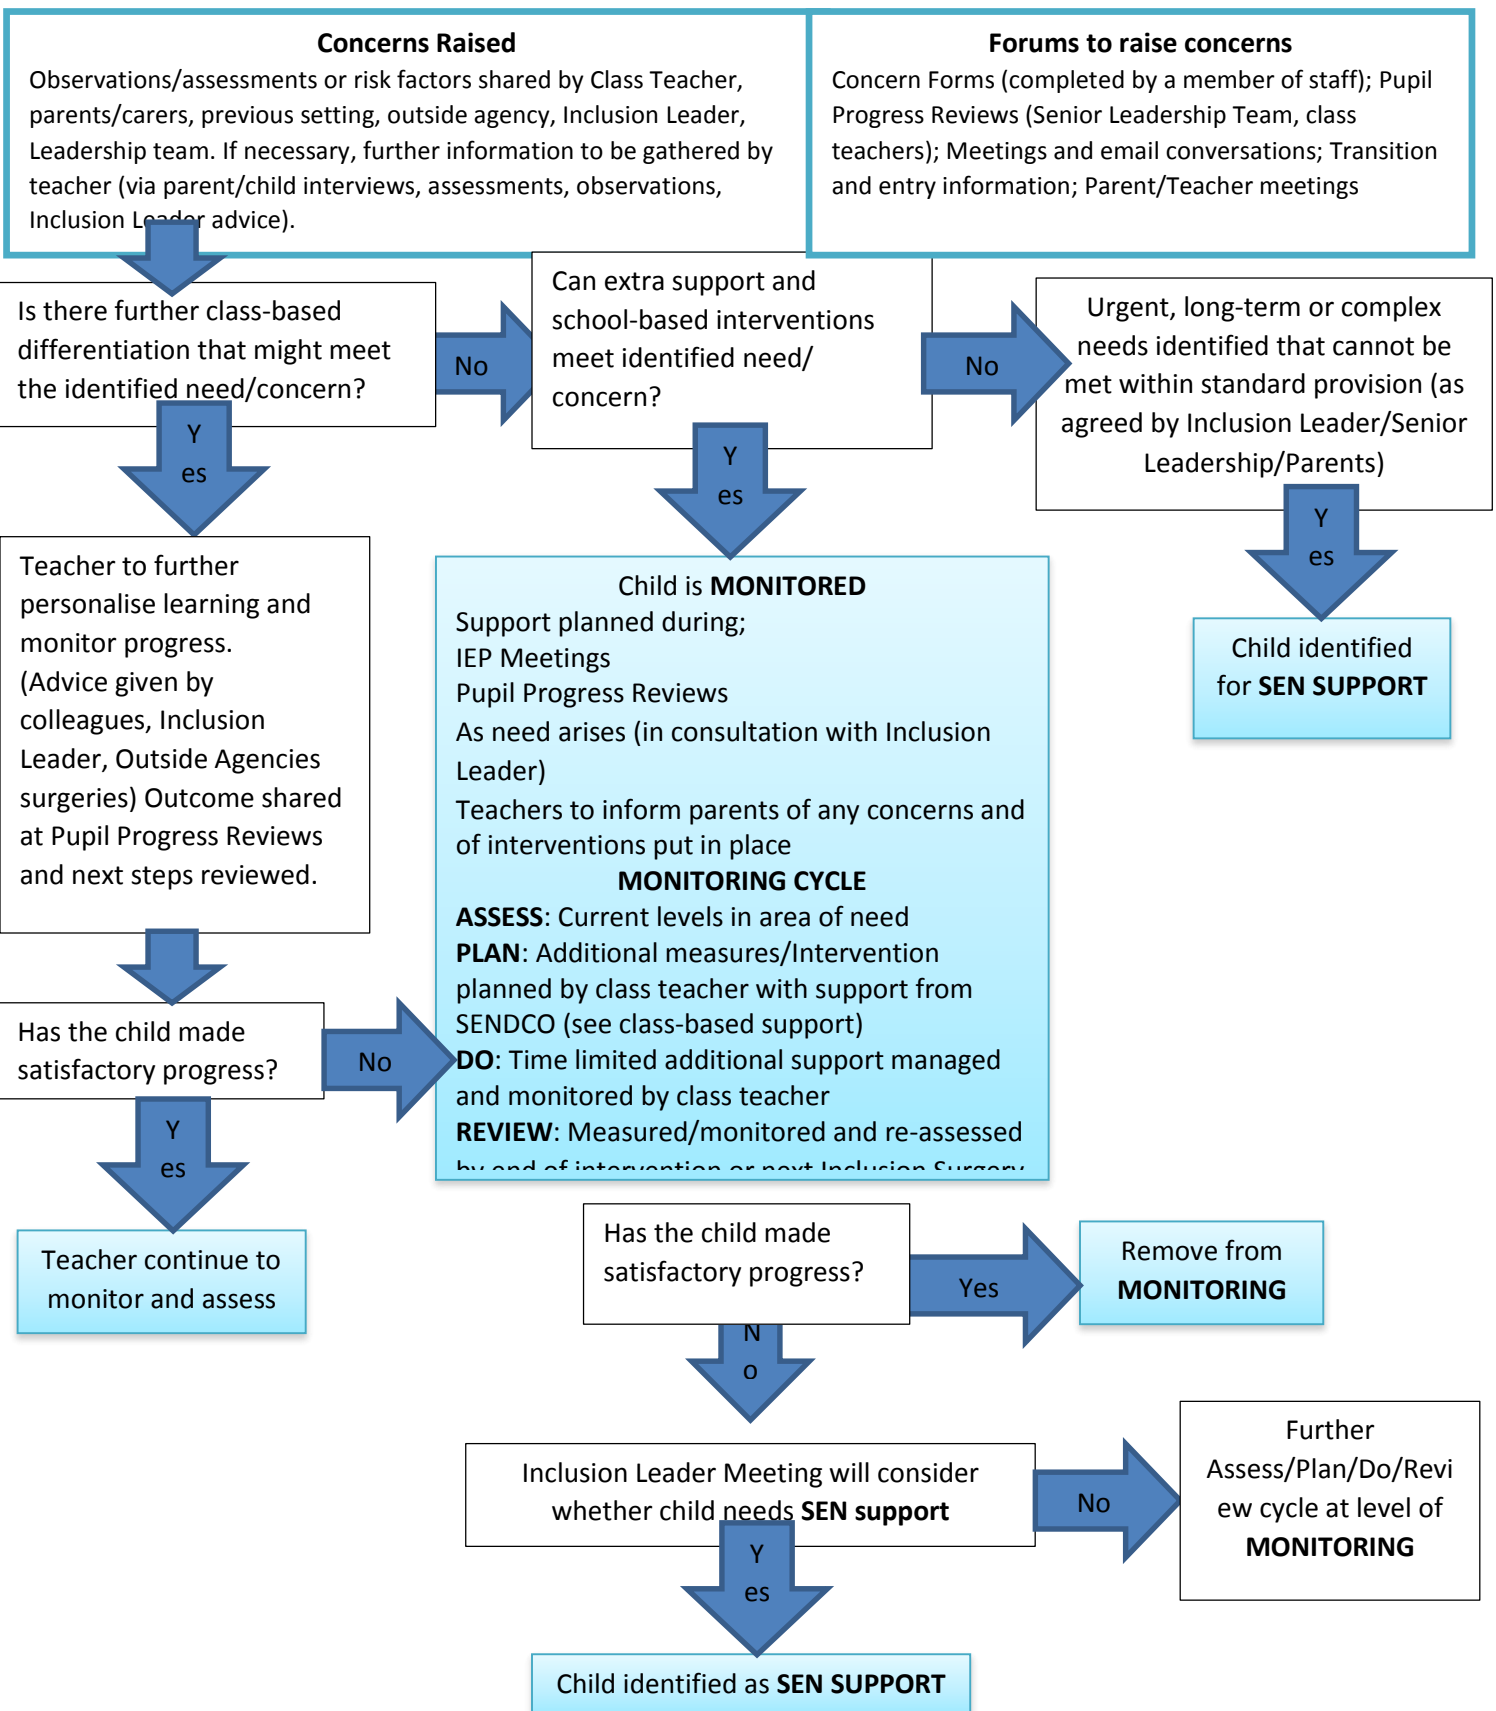 Concerns Raised
Observations/assessments or risk factors shared by Class Teacher,
parents/carers, previous setting, outside agency, Inclusion Leader,
Leadership team. If necessary, further information to be gathered by
teacher (via parent/child interviews, assessments, observations,
Inclusion Leader advice).
Forums to raise concerns
Concern Forms (completed by a member of staff); Pupil
Progress Reviews (Senior Leadership Team, class
teachers); Meetings and email conversations; Transition
and entry information; Parent/Teacher meetings
Is there further class-based
differentiation that might meet
the identified need/concern?
No
Can extra support and
school-based interventions
meet identified need/
concern?
No
Urgent, long-term or complex
needs identified that cannot be
met within standard provision (as
agreed by Inclusion Leader/Senior
Leadership/Parents)
Y
es
Y
es
Y
es
Teacher to further
personalise learning and
monitor progress.
(Advice given by
colleagues, Inclusion
Leader, Outside Agencies
surgeries) Outcome shared
at Pupil Progress Reviews
and next steps reviewed.
Child is MONITORED
Support planned during;
IEP Meetings
Pupil Progress Reviews
As need arises (in consultation with Inclusion
Leader)
Teachers to inform parents of any concerns and
of interventions put in place
MONITORING CYCLE
ASSESS: Current levels in area of need
PLAN: Additional measures/Intervention
planned by class teacher with support from
SENDCO (see class-based support)
DO: Time limited additional support managed
and monitored by class teacher
REVIEW: Measured/monitored and re-assessed
by end of intervention or next Inclusion Surgery
Child identified
for SEN SUPPORT
Has the child made
satisfactory progress?
No
Y
es
Teacher continue to
monitor and assess
Has the child made
satisfactory progress?
Yes
Remove from
MONITORING
N
o
Inclusion Leader Meeting will consider
whether child needs SEN support
No
Further
Assess/Plan/Do/Revi
ew cycle at level of
MONITORING
Y
es
Child identified as SEN SUPPORT